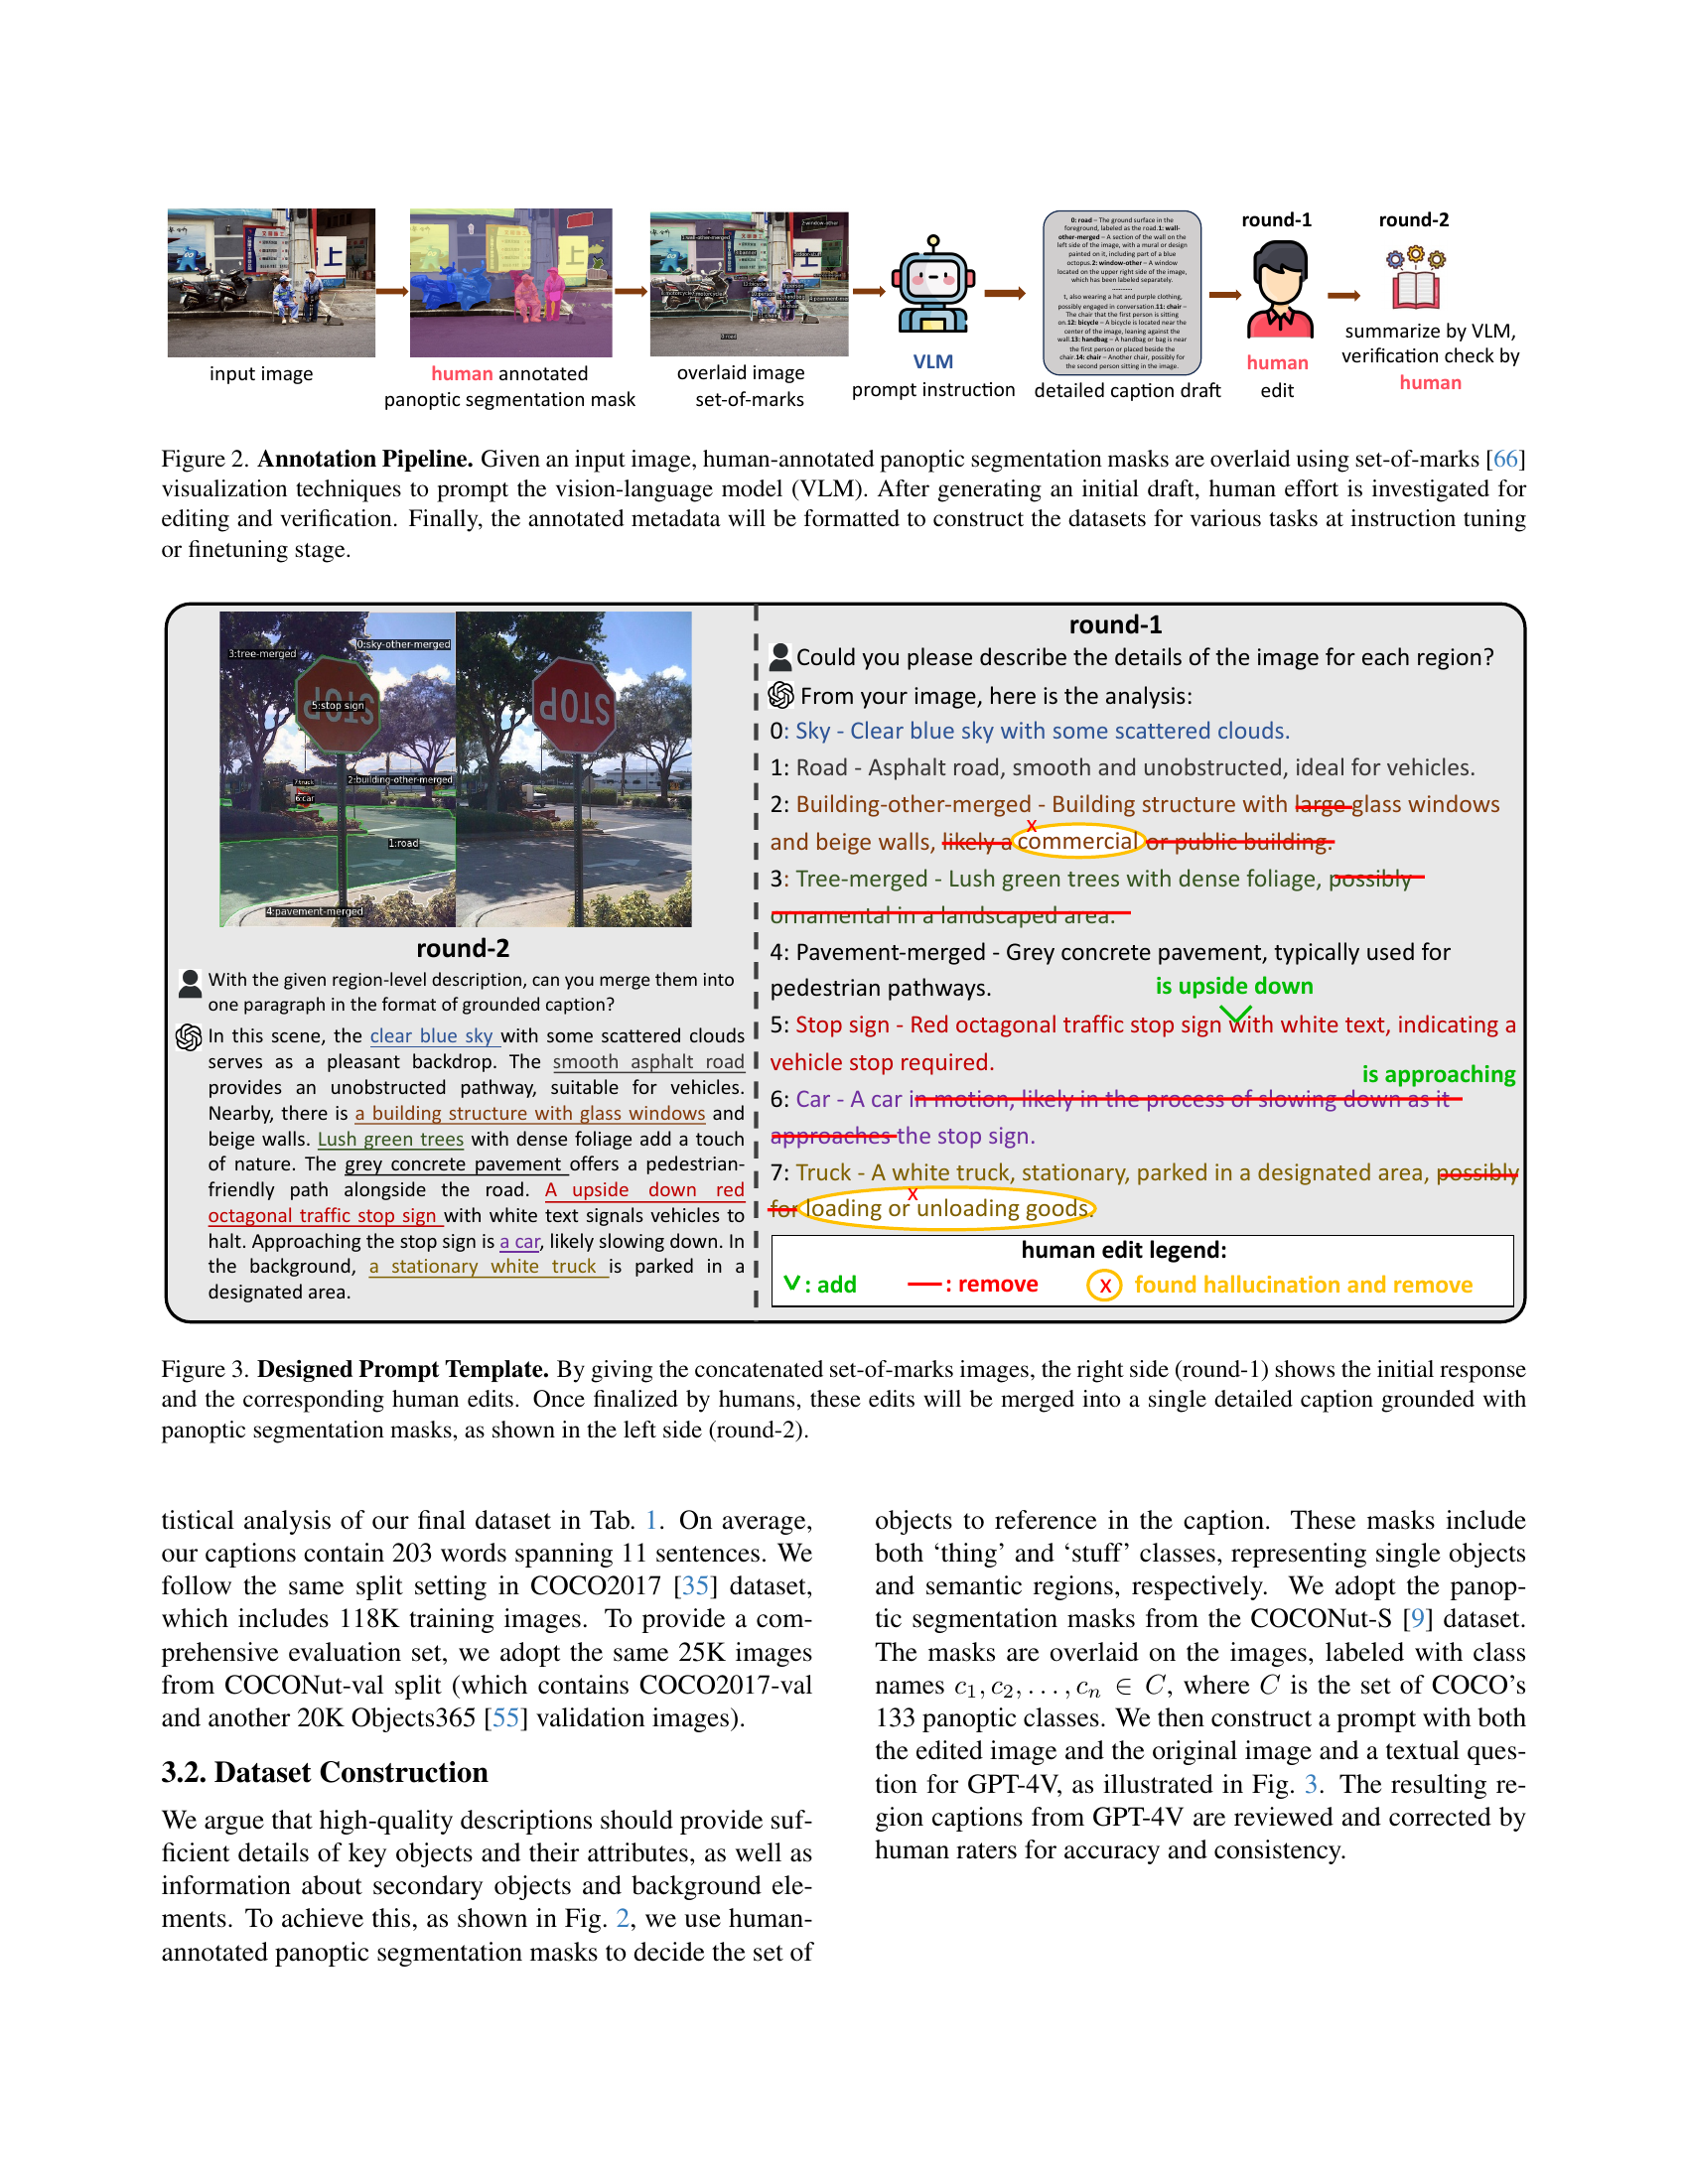 input image
human annotated
panoptic segmentation mask
overlaid image
set-of-marks
VLM
prompt instruction
0: road – The ground surface in the
foreground, labeled as the road.1: wall-
other-merged – A section of the wall on the
left side of the image, with a mural or design
painted on it, including part of a blue
octopus.2: window-other – A window
located on the upper right side of the image,
which has been labeled separately.
t, also wearing a hat and purple clothing,
possibly engaged in conversation.11: chair –
The chair that the first person is sitting
on.12: bicycle – A bicycle is located near the
center of the image, leaning against the
wall.13: handbag – A handbag or bag is near
the first person or placed beside the
chair.14: chair – Another chair, possibly for
the second person sitting in the image.
detailed caption draft
round-1
human
edit
round-2
summarize by VLM,
verification check by
human
Figure 2. Annotation Pipeline. Given an input image, human-annotated panoptic segmentation masks are overlaid using set-of-marks [66]
visualization techniques to prompt the vision-language model (VLM). After generating an initial draft, human effort is investigated for
editing and verification. Finally, the annotated metadata will be formatted to construct the datasets for various tasks at instruction tuning
or finetuning stage.
0:sky-other-merged
3:tree-merged
STOP
5:stop sign
STOP
7:truck
2:building-other-merged
6:car
1:road
4:pavement-merged
round-2
With the given region-level description, can you merge them into
one paragraph in the format of grounded caption?
In this scene, the clear blue sky with some scattered clouds
serves as a pleasant backdrop. The smooth asphalt road
provides an unobstructed pathway, suitable for vehicles.
Nearby, there is a building structure with glass windows and
beige walls. Lush green trees with dense foliage add a touch
of nature. The grey concrete pavement offers a pedestrian-
friendly path alongside the road. A upside down red
octagonal traffic stop sign with white text signals vehicles to
halt. Approaching the stop sign is a car, likely slowing down. In
the background, a stationary white truck is parked in a
designated area.
round-1
Could you please describe the details of the image for each region?
From your image, here is the analysis:
0: Sky - Clear blue sky with some scattered clouds.
1: Road - Asphalt road, smooth and unobstructed, ideal for vehicles.
2: Building-other-merged - Building structure with large glass windows
x
and beige walls, likely a commercial or public building.
3: Tree-merged - Lush green trees with dense foliage, possibly
ornamental in a landscaped area.
4: Pavement-merged - Grey concrete pavement, typically used for
pedestrian pathways.
is upside down
5: Stop sign - Red octagonal traffic stop sign with white text, indicating a
vehicle stop required.
is approaching
6: Car - A car in motion, likely in the process of slowing down as it
approaches the stop sign.
7: Truck - A white truck, stationary, parked in a designated area, possibly
x
for loading or unloading goods.
human edit legend:
V : add
— : remove
x found hallucination and remove
Figure 3. Designed Prompt Template. By giving the concatenated set-of-marks images, the right side (round-1) shows the initial response
and the corresponding human edits. Once finalized by humans, these edits will be merged into a single detailed caption grounded with
panoptic segmentation masks, as shown in the left side (round-2).
tistical analysis of our final dataset in Tab. 1. On average,
our captions contain 203 words spanning 11 sentences. We
follow the same split setting in COCO2017 [35] dataset,
which includes 118K training images. To provide a com-
prehensive evaluation set, we adopt the same 25K images
from COCONut-val split (which contains COCO2017-val
and another 20K Objects365 [55] validation images).
3.2. Dataset Construction
We argue that high-quality descriptions should provide suf-
ficient details of key objects and their attributes, as well as
information about secondary objects and background ele-
ments. To achieve this, as shown in Fig. 2, we use human-
annotated panoptic segmentation masks to decide the set of
objects to reference in the caption. These masks include
both ‘thing’ and ‘stuff’ classes, representing single objects
and semantic regions, respectively. We adopt the panop-
tic segmentation masks from the COCONut-S [9] dataset.
The masks are overlaid on the images, labeled with class
names c₁, c₂, . . . , cₙ ∈ C, where C is the set of COCO’s
133 panoptic classes. We then construct a prompt with both
the edited image and the original image and a textual ques-
tion for GPT-4V, as illustrated in Fig. 3. The resulting re-
gion captions from GPT-4V are reviewed and corrected by
human raters for accuracy and consistency.